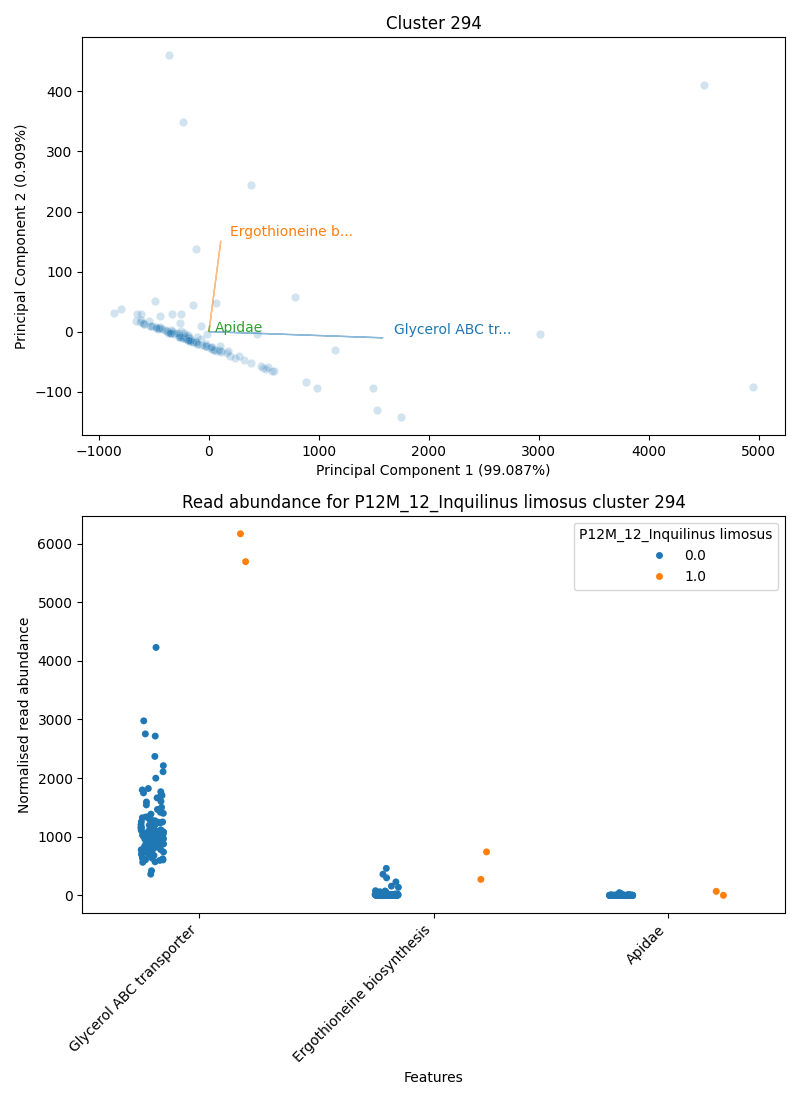 Cluster 294
Principal Component 2 (0.909%)
400
300
200
100
0
−100
Ergothioneine b...
Apidae
Glycerol ABC tr...
−1000
0
1000
2000
3000
4000
5000
Principal Component 1 (99.087%)
Read abundance for P12M_12_Inquilinus limosus cluster 294
Normalised read abundance
6000
5000
4000
3000
2000
1000
0
P12M_12_Inquilinus limosus
0.0
1.0
Glycerol ABC transporter
Ergothioneine biosynthesis
Apidae
Features